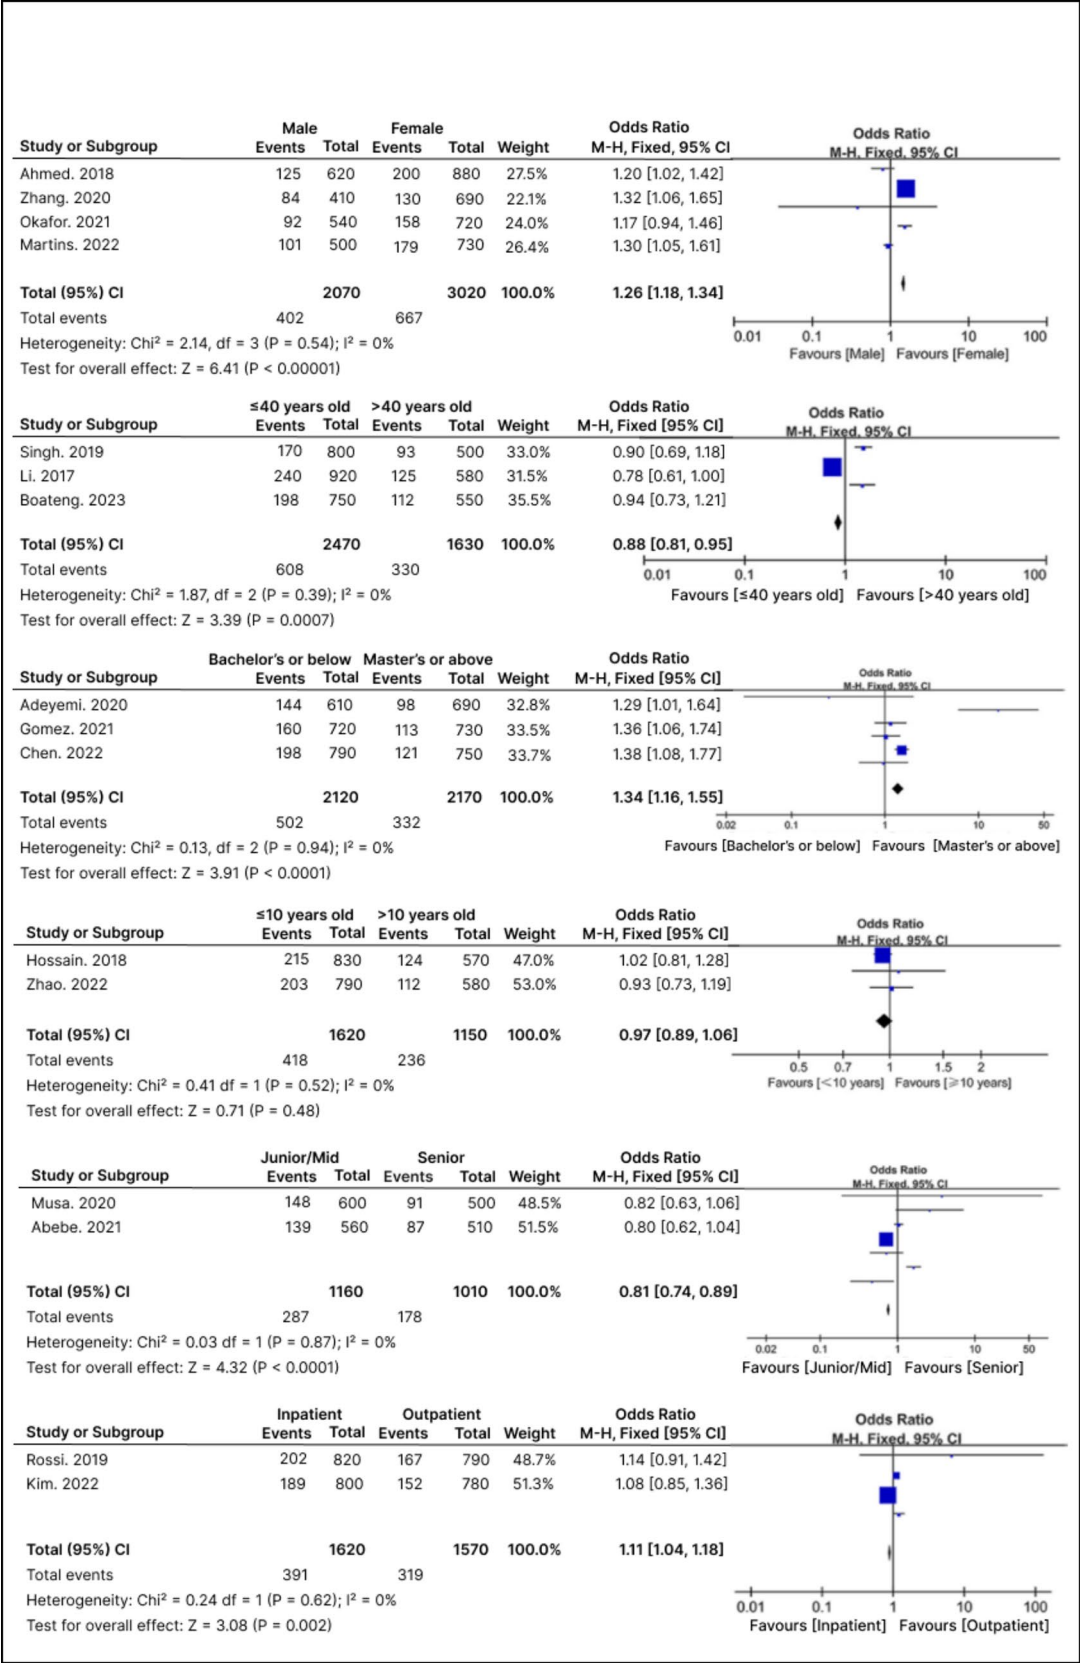 Male Female Odds Ratio Odds Ratio
Study or Subgroup Events Total Events Total Weight M-H, Fixed, 95% CI M-H, Fixed, 95% CI
Ahmed. 2018 125 620 200 880 27.5% 1.20 [1.02, 1.42]
Zhang. 2020 84 410 130 690 22.1% 1.32 [1.06, 1.65]
Okafor. 2021 92 540 158 720 24.0% 1.17 [0.94, 1.46]
Martins. 2022 101 500 179 730 26.4% 1.30 [1.05, 1.61]
Total (95%) CI 2070 3020 100.0% 1.26 [1.18, 1.34]
Total events 402 667
0.01 0.1 1 10 100
Heterogeneity: Chi² = 2.14, df = 3 (P = 0.54); I² = 0%
Favours [Male] Favours [Female]
Test for overall effect: Z = 6.41 (P < 0.00001)
≤40 years old >40 years old Odds Ratio Odds Ratio
Study or Subgroup Events Total Events Total Weight M-H, Fixed [95% CI] M-H, Fixed, 95% CI
Singh. 2019 170 800 93 500 33.0% 0.90 [0.69, 1.18]
Li. 2017 240 920 125 580 31.5% 0.78 [0.61, 1.00]
Boateng. 2023 198 750 112 550 35.5% 0.94 [0.73, 1.21]
Total (95%) CI 2470 1630 100.0% 0.88 [0.81, 0.95]
Total events 608 330
0.01 0.1 1 10 100
Heterogeneity: Chi² = 1.87, df = 2 (P = 0.39); I² = 0%
Favours [≤40 years old] Favours [>40 years old]
Test for overall effect: Z = 3.39 (P = 0.0007)
Bachelor's or below Master's or above Odds Ratio Odds Ratio
Study or Subgroup Events Total Events Total Weight M-H, Fixed [95% CI] M-H, Fixed, 95% CI
Adeyemi. 2020 144 610 98 690 32.8% 1.29 [1.01, 1.64]
Gomez. 2021 160 720 113 730 33.5% 1.36 [1.06, 1.74]
Chen. 2022 198 790 121 750 33.7% 1.38 [1.08, 1.77]
Total (95%) CI 2120 2170 100.0% 1.34 [1.16, 1.55]
Total events 502 332
0.02 0.1 1 10 50
Heterogeneity: Chi² = 0.13, df = 2 (P = 0.94); I² = 0%
Favours [Bachelor's or below] Favours [Master's or above]
Test for overall effect: Z = 3.91 (P < 0.0001)
≤10 years old >10 years old Odds Ratio Odds Ratio
Study or Subgroup Events Total Events Total Weight M-H, Fixed [95% CI] M-H, Fixed, 95% CI
Hossain. 2018 215 830 124 570 47.0% 1.02 [0.81, 1.28]
Zhao. 2022 203 790 112 580 53.0% 0.93 [0.73, 1.19]
Total (95%) CI 1620 1150 100.0% 0.97 [0.89, 1.06]
Total events 418 236
0.5 0.7 1 1.5 2
Heterogeneity: Chi² = 0.41 df = 1 (P = 0.52); I² = 0%
Favours [<10 years] Favours [≥10 years]
Test for overall effect: Z = 0.71 (P = 0.48)
Junior/Mid Senior Odds Ratio Odds Ratio
Study or Subgroup Events Total Events Total Weight M-H, Fixed [95% CI] M-H, Fixed, 95% CI
Musa. 2020 148 600 91 500 48.5% 0.82 [0.63, 1.06]
Abebe. 2021 139 560 87 510 51.5% 0.80 [0.62, 1.04]
Total (95%) CI 1160 1010 100.0% 0.81 [0.74, 0.89]
Total events 287 178
Heterogeneity: Chi² = 0.03 df = 1 (P = 0.87); I² = 0%
0.02 0.1 1 10 50
Test for overall effect: Z = 4.32 (P < 0.0001)
Favours [Junior/Mid] Favours [Senior]
Inpatient Outpatient Odds Ratio Odds Ratio
Study or Subgroup Events Total Events Total Weight M-H, Fixed [95% CI] M-H, Fixed, 95% CI
Rossi. 2019 202 820 167 790 48.7% 1.14 [0.91, 1.42]
Kim. 2022 189 800 152 780 51.3% 1.08 [0.85, 1.36]
Total (95%) CI 1620 1570 100.0% 1.11 [1.04, 1.18]
Total events 391 319
Heterogeneity: Chi² = 0.24 df = 1 (P = 0.62); I² = 0%
0.01 0.1 1 10 100
Test for overall effect: Z = 3.08 (P = 0.002)
Favours [Inpatient] Favours [Outpatient]